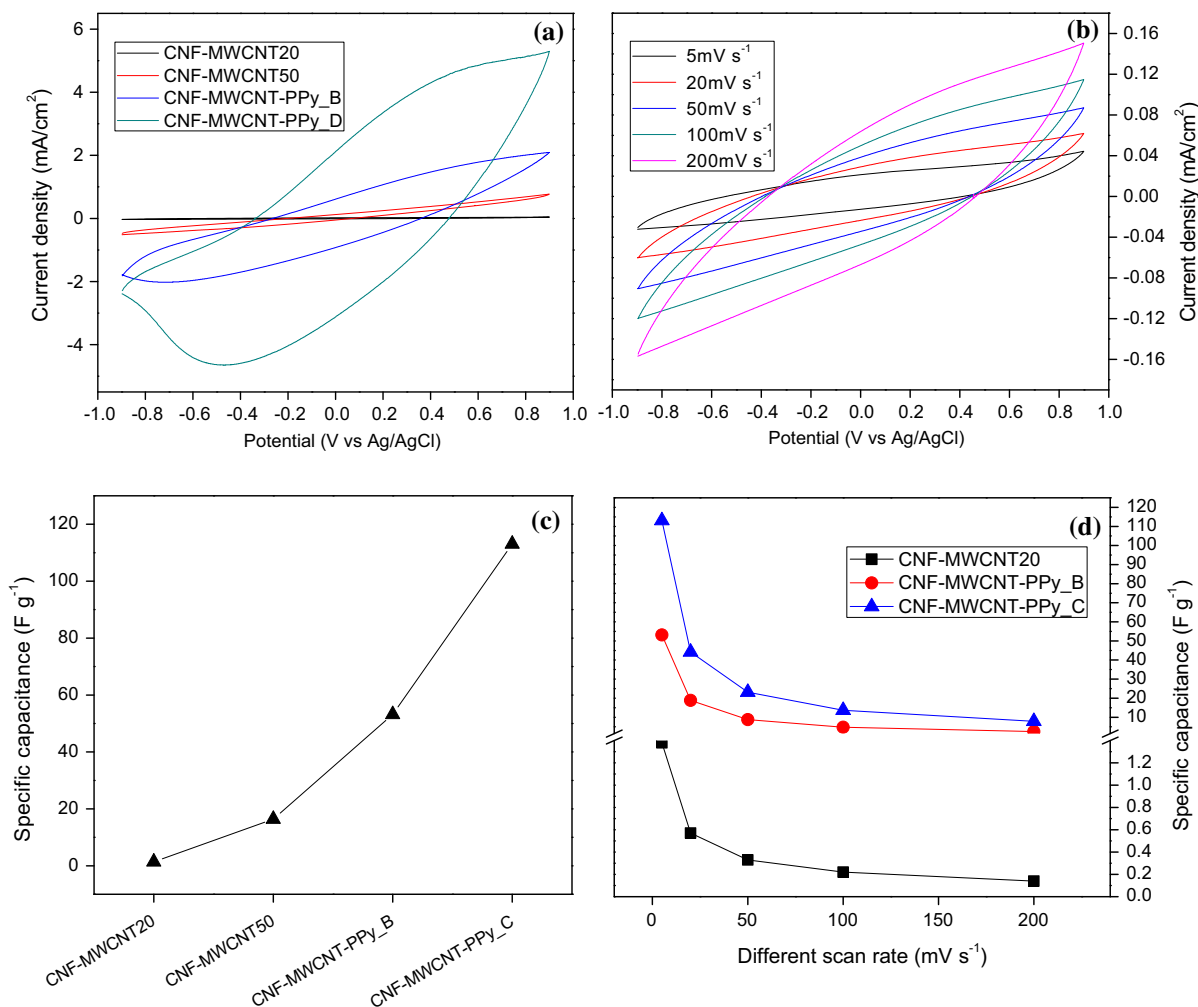 (a)
CNF-MWCNT20
CNF-MWCNT50
CNF-MWCNT-PPy_B
CNF-MWCNT-PPy_D
6
4
2
0
-2
-4
Current density (mA/cm²)
-1.0 -0.8 -0.6 -0.4 -0.2 0.0 0.2 0.4 0.6 0.8 1.0
Potential (V vs Ag/AgCl)
(b)
5mV s⁻¹
20mV s⁻¹
50mV s⁻¹
100mV s⁻¹
200mV s⁻¹
0.16
0.12
0.08
0.04
0.00
-0.04
-0.08
-0.12
-0.16
Current density (mA/cm²)
-1.0 -0.8 -0.6 -0.4 -0.2 0.0 0.2 0.4 0.6 0.8 1.0
Potential (V vs Ag/AgCl)
(c)
120
100
80
60
40
20
0
Specific capacitance (F g⁻¹)
CNF-MWCNT20
CNF-MWCNT50
CNF-MWCNT-PPy_B
CNF-MWCNT-PPy_C
(d)
CNF-MWCNT20
CNF-MWCNT-PPy_B
CNF-MWCNT-PPy_C
120
110
100
90
80
70
60
50
40
30
20
10
1.2
1.0
0.8
0.6
0.4
0.2
0.0
Specific capacitance (F g⁻¹)
0 50 100 150 200
Different scan rate (mV s⁻¹)